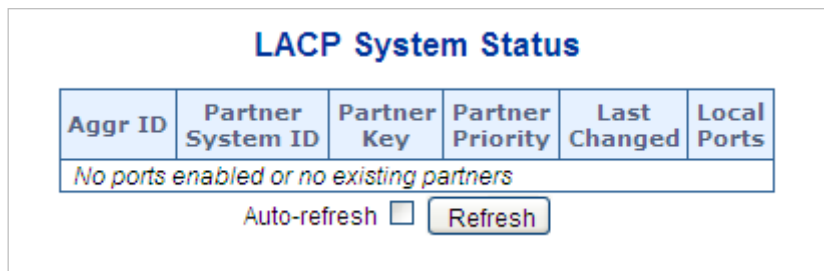 LACP System Status
Aggr ID Partner System ID Partner Key Partner Priority Last Changed Local Ports
No ports enabled or no existing partners
Auto-refresh Refresh